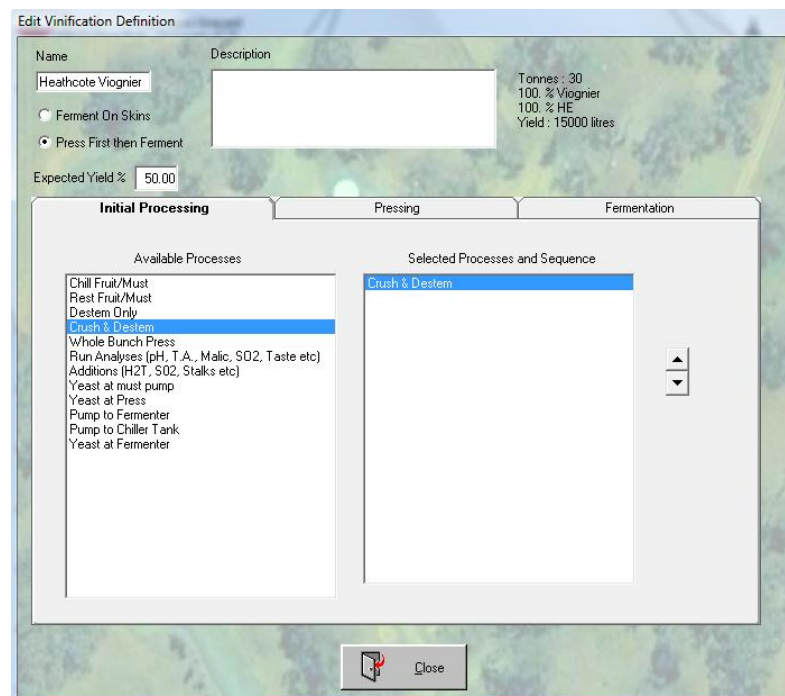 Edit Vinification Definition
Name
Description
Heathcote Viognier
Ferment On Skins
Press First then Ferment
Tonnes : 30
100. % Viognier
100. % HE
Yield : 15000 litres
Expected Yield % 50.00
Initial Processing
Pressing
Fermentation
Available Processes
Chill Fruit/Must
Rest Fruit/Must
Destem Only
Crush & Destem
Whole Bunch Press
Run Analyses (pH, T.A., Malic, SO2, Taste etc)
Additions (H2T, SO2, Stalks etc)
Yeast at must pump
Yeast at Press
Pump to Fermenter
Pump to Chiller Tank
Yeast at Fermenter
Selected Processes and Sequence
Crush & Destem
Close